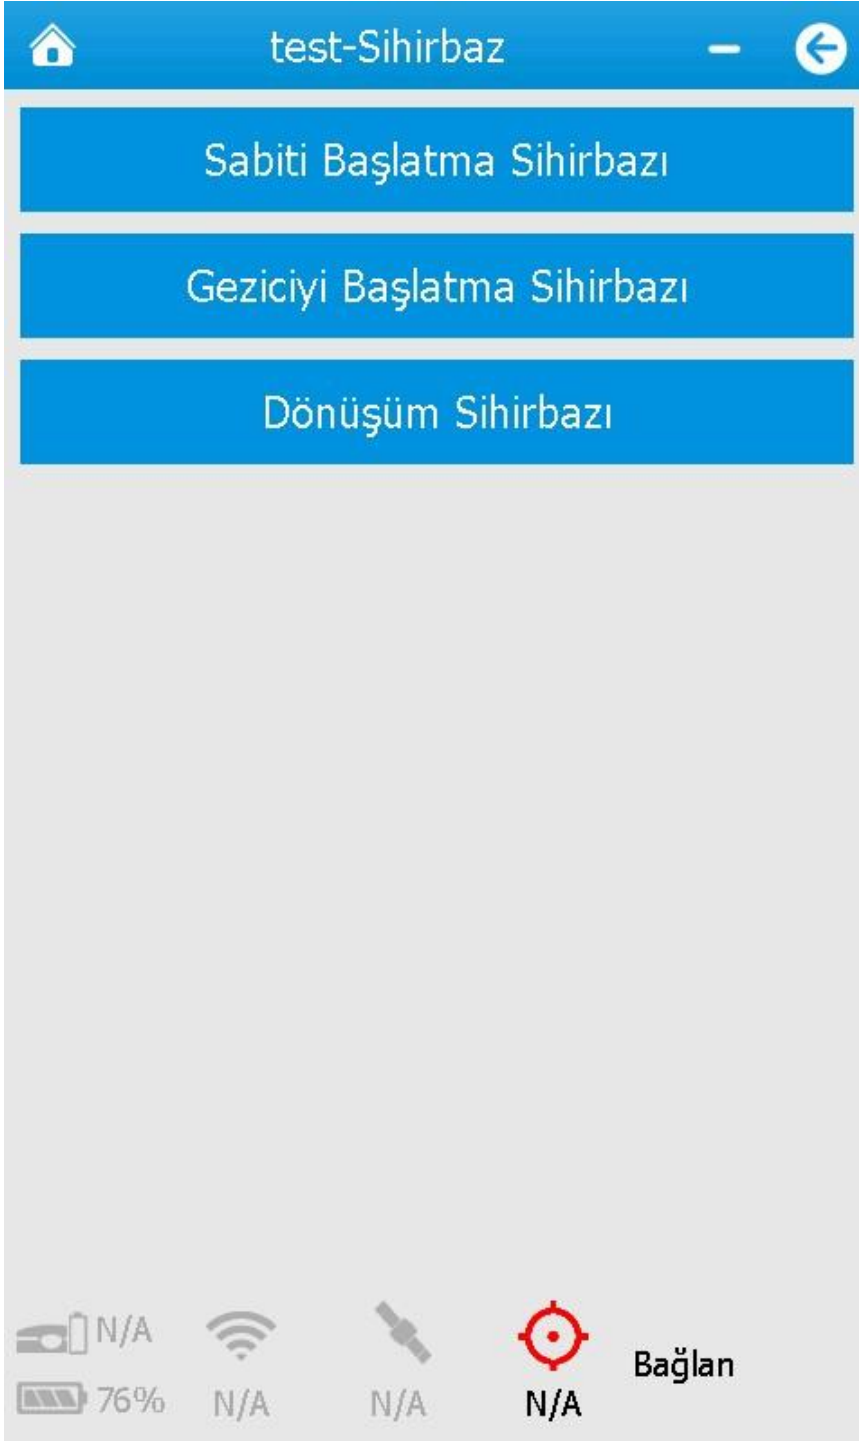 test-Sihirbaz
Sabiti Başlatma Sihirbazı
Geziciyi Başlatma Sihirbazı
Dönüşüm Sihirbazı
N/A
76%
N/A
N/A
N/A
Bağlan